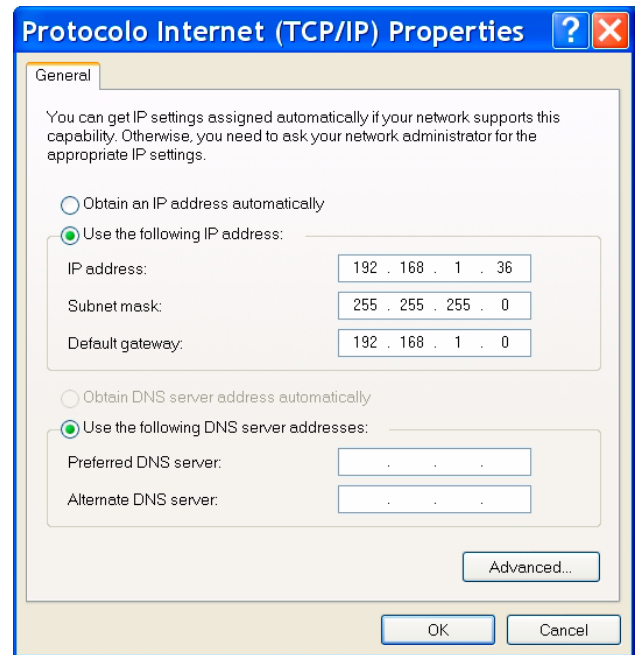 Protocolo Internet (TCP/IP) Properties
General
You can get IP settings assigned automatically if your network supports this
capability. Otherwise, you need to ask your network administrator for the
appropriate IP settings.
Obtain an IP address automatically
Use the following IP address:
IP address: 192 . 168 . 1 . 36
Subnet mask: 255 . 255 . 255 . 0
Default gateway: 192 . 168 . 1 . 0
Obtain DNS server address automatically
Use the following DNS server addresses:
Preferred DNS server: . . .
Alternate DNS server: . . .
Advanced...
OK Cancel